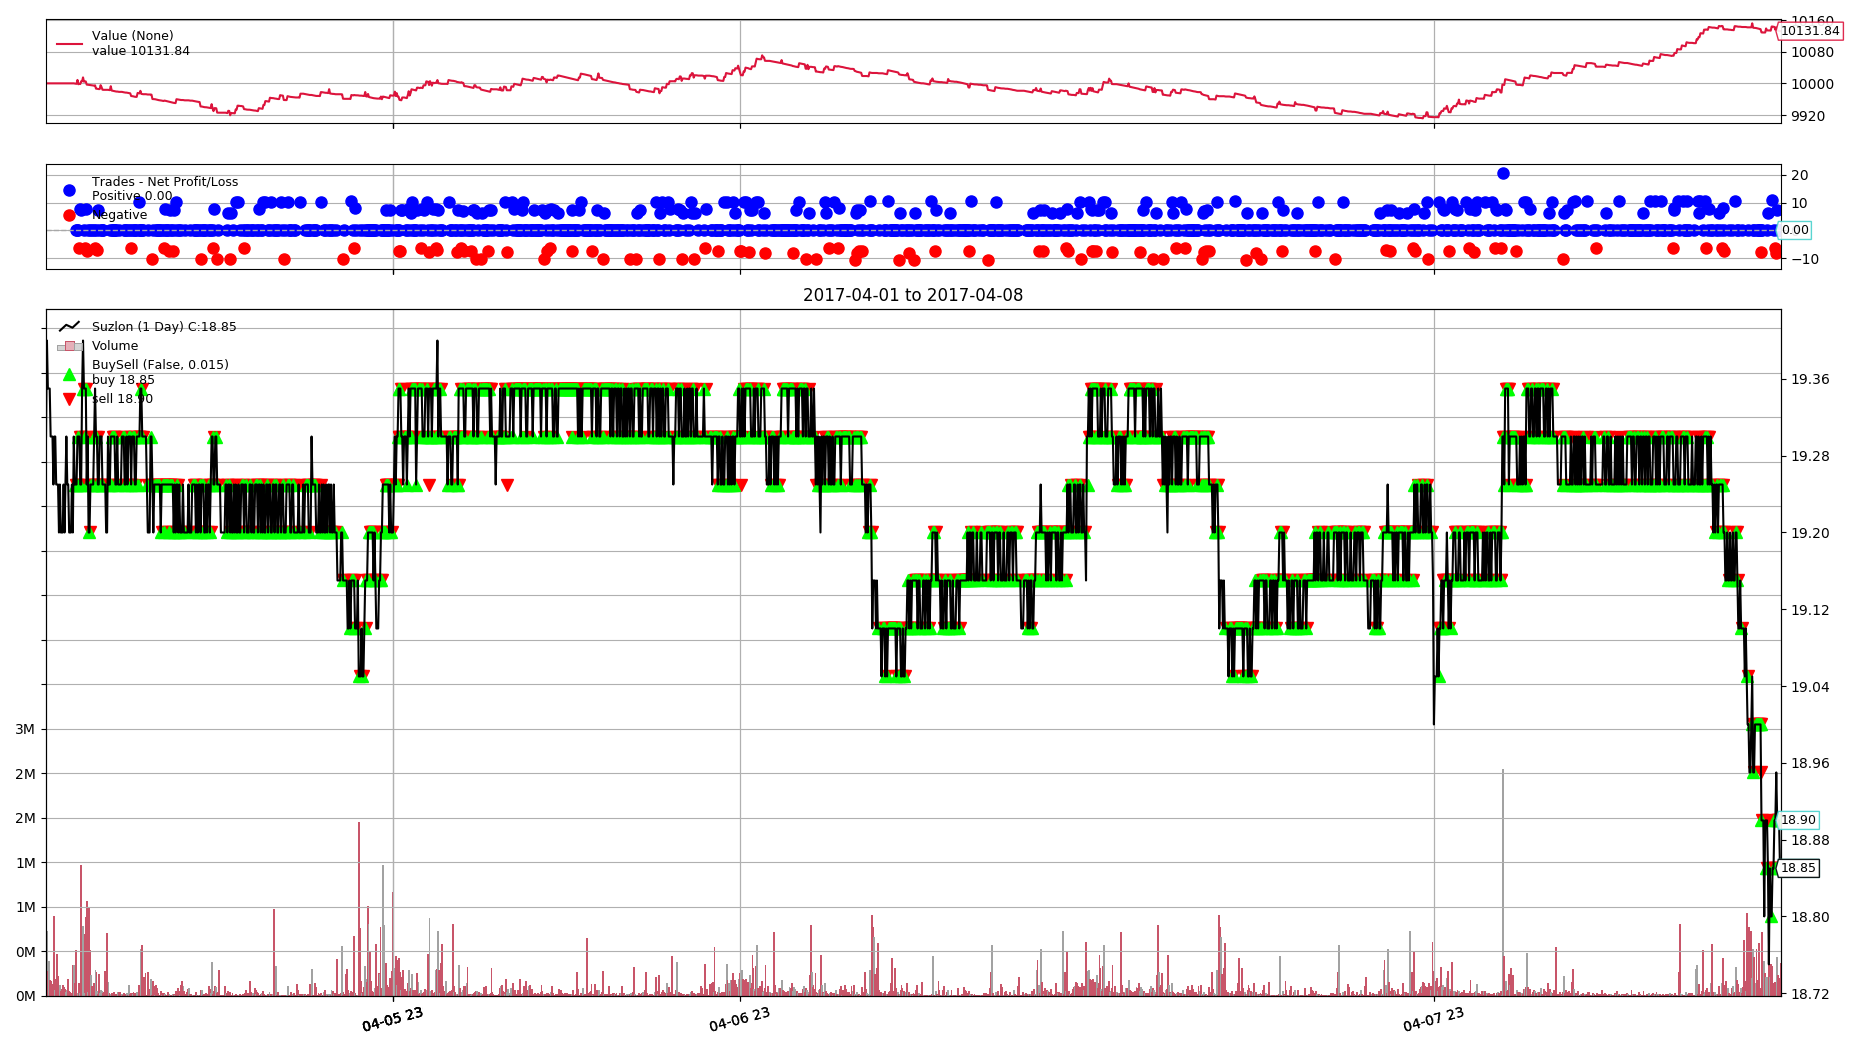 10160
Value (None)
value 10131.84
10131.84
10080
10000
9920
Trades - Net Profit/Loss
Positive 0.00
Negative
20
10
0.00
−10
2017-04-01 to 2017-04-08
Suzlon (1 Day) C:18.85
Volume
BuySell (False, 0.015)
buy 18.85
sell 18.90
19.36
19.28
19.20
19.12
19.04
18.96
18.90
18.88
18.85
18.80
18.72
3M
2M
2M
1M
1M
0M
0M
04-05 23
04-06 23
04-07 23